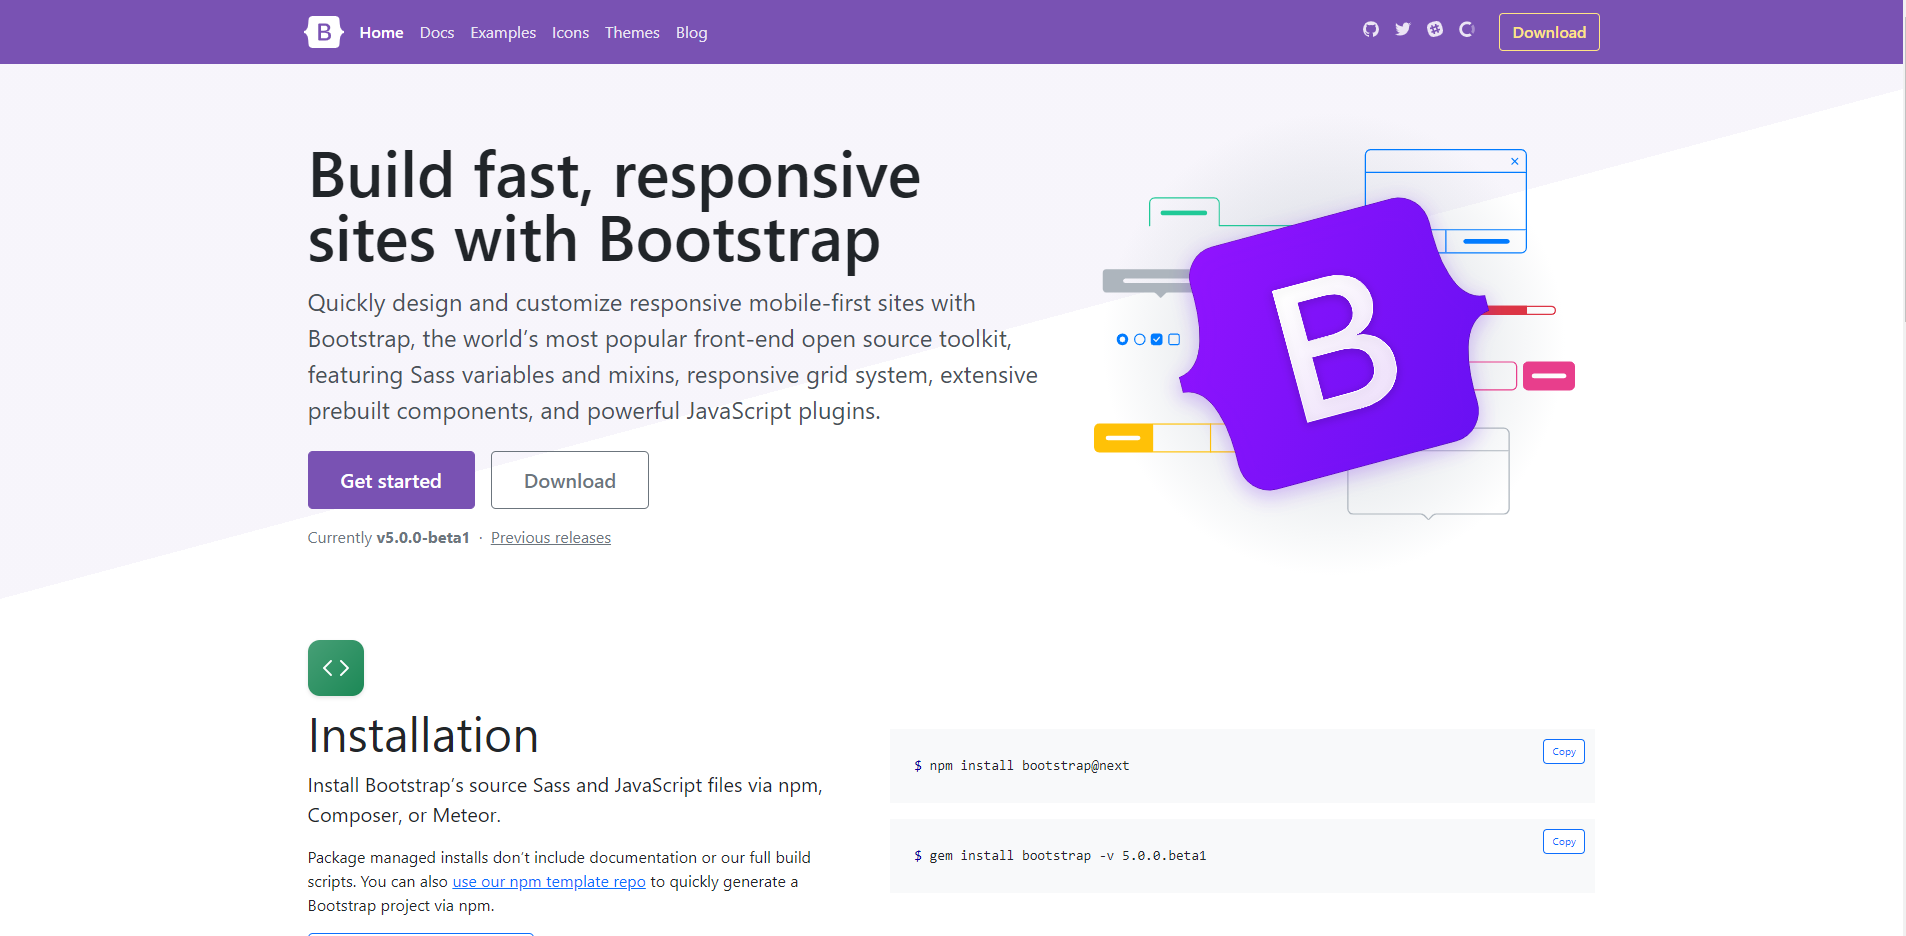 B Home Docs Examples Icons Themes Blog Download
Build fast, responsive
sites with Bootstrap
Quickly design and customize responsive mobile-first sites with
Bootstrap, the world’s most popular front-end open source toolkit,
featuring Sass variables and mixins, responsive grid system, extensive
prebuilt components, and powerful JavaScript plugins.
Get started Download
Currently v5.0.0-beta1 · Previous releases
B
Installation
Install Bootstrap’s source Sass and JavaScript files via npm,
Composer, or Meteor.
Package managed installs don’t include documentation or our full build
scripts. You can also use our npm template repo to quickly generate a
Bootstrap project via npm.
Copy
$ npm install bootstrap@next
Copy
$ gem install bootstrap -v 5.0.0.beta1